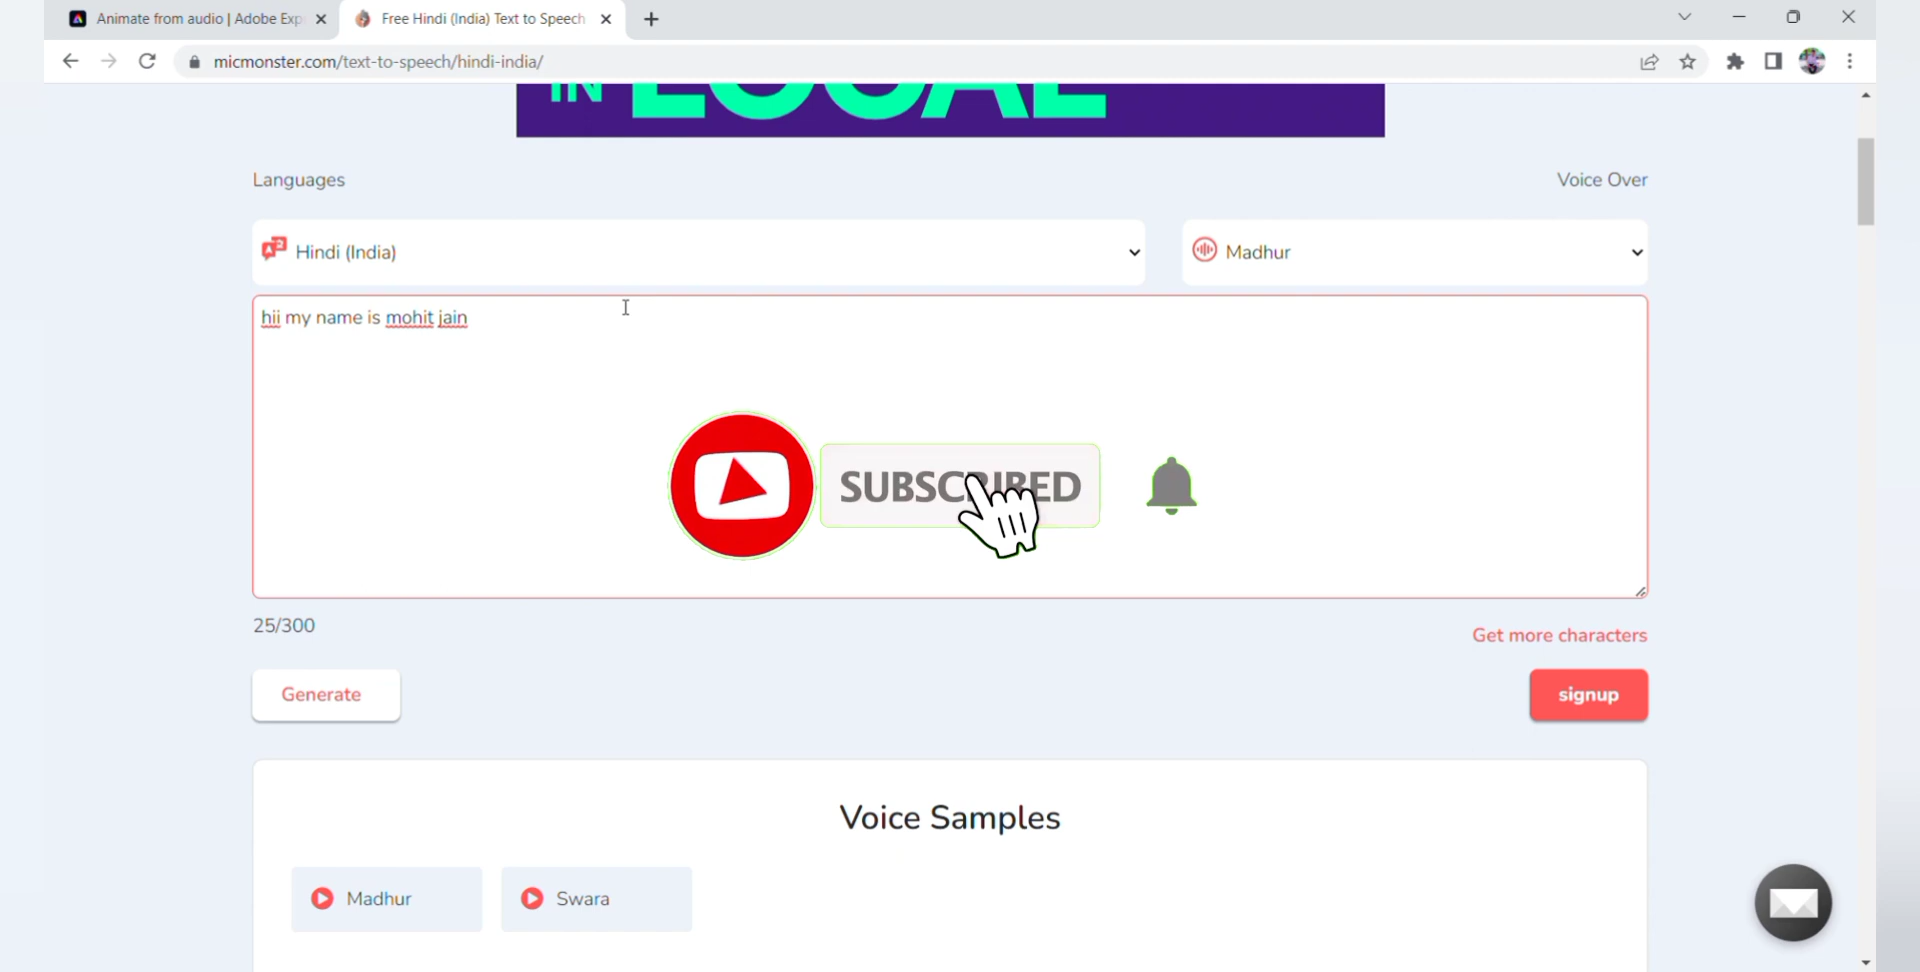 Animate from audio | Adobe Exp
Free Hindi (India) Text to Speech
micmonster.com/text-to-speech/hindi-india/
IN LOCAL
Languages
Voice Over
Hindi (India)
Madhur
hii my name is mohit jain
SUBSCRIBED
25/300
Get more characters
Generate
signup
Voice Samples
Madhur
Swara